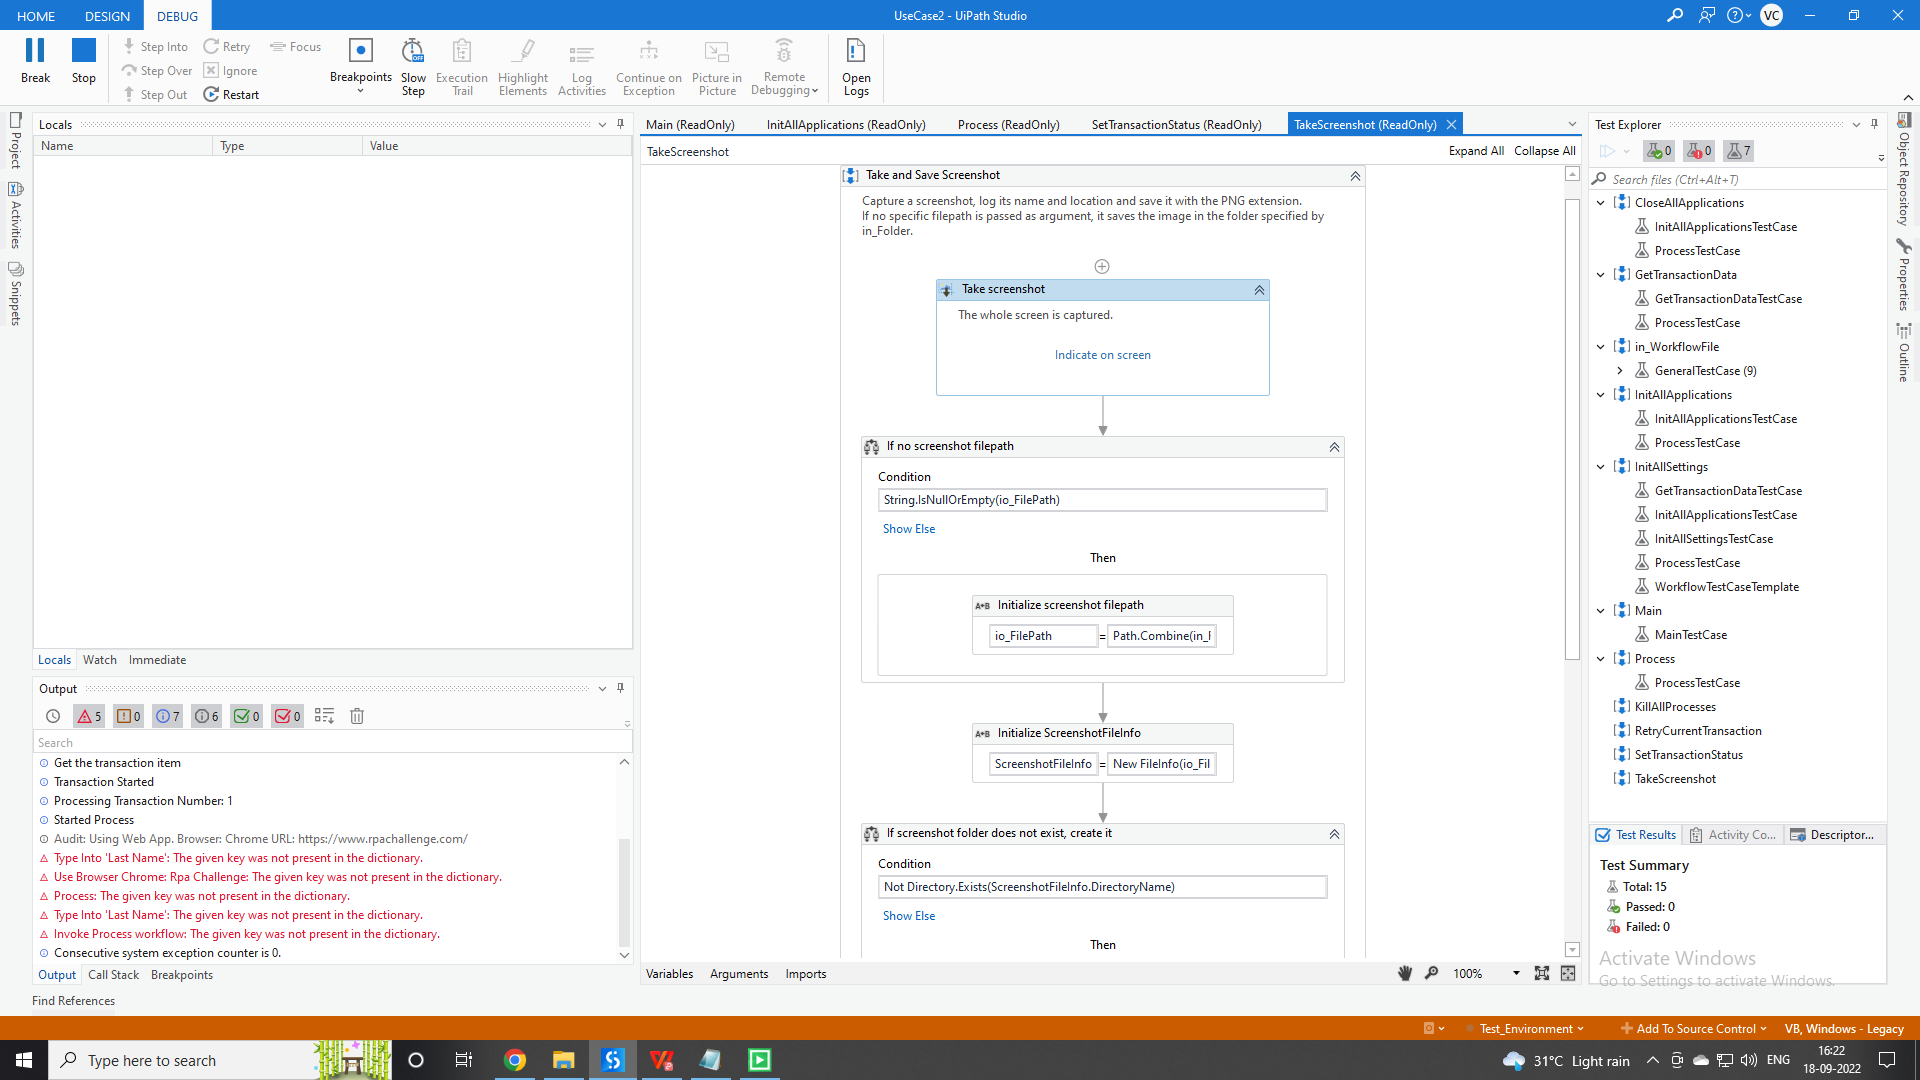 HOME DESIGN DEBUG
UseCase2 - UiPath Studio
VC
Break
Stop
Step Into
Step Over
Step Out
Retry
Ignore
Restart
Focus
Breakpoints
Slow Step
OFF
Execution Trail
Highlight Elements
Log Activities
Continue on Exception
Picture in Picture
Remote Debugging
Open Logs
Project
Activities
Snippets
Locals
Name Type Value
Locals Watch Immediate
Output
5 0 7 6 0 0
Search
Get the transaction item
Transaction Started
Processing Transaction Number: 1
Started Process
Audit: Using Web App. Browser: Chrome URL: https://www.rpachallenge.com/
Type Into 'Last Name': The given key was not present in the dictionary.
Use Browser Chrome: Rpa Challenge: The given key was not present in the dictionary.
Process: The given key was not present in the dictionary.
Type Into 'Last Name': The given key was not present in the dictionary.
Invoke Process workflow: The given key was not present in the dictionary.
Consecutive system exception counter is 0.
Output Call Stack Breakpoints
Find References
Main (ReadOnly) InitAllApplications (ReadOnly) Process (ReadOnly) SetTransactionStatus (ReadOnly) TakeScreenshot (ReadOnly)
TakeScreenshot
Expand All Collapse All
Take and Save Screenshot
Capture a screenshot, log its name and location and save it with the PNG extension.
If no specific filepath is passed as argument, it saves the image in the folder specified by
in_Folder.
Take screenshot
The whole screen is captured.
Indicate on screen
If no screenshot filepath
Condition
String.IsNullOrEmpty(io_FilePath)
Show Else
Then
A*B Initialize screenshot filepath
io_FilePath = Path.Combine(in_F
A*B Initialize ScreenshotFileInfo
ScreenshotFileInfo = New FileInfo(io_Fil
If screenshot folder does not exist, create it
Condition
Not Directory.Exists(ScreenshotFileInfo.DirectoryName)
Show Else
Then
Variables Arguments Imports
100%
Test Explorer
0 0 7
Search files (Ctrl+Alt+T)
CloseAllApplications
InitAllApplicationsTestCase
ProcessTestCase
GetTransactionData
GetTransactionDataTestCase
ProcessTestCase
in_WorkflowFile
GeneralTestCase (9)
InitAllApplications
InitAllApplicationsTestCase
ProcessTestCase
InitAllSettings
GetTransactionDataTestCase
InitAllApplicationsTestCase
InitAllSettingsTestCase
ProcessTestCase
WorkflowTestCaseTemplate
Main
MainTestCase
Process
ProcessTestCase
KillAllProcesses
RetryCurrentTransaction
SetTransactionStatus
TakeScreenshot
Test Results Activity Co... Descriptor...
Test Summary
Total: 15
Passed: 0
Failed: 0
Activate Windows
Go to Settings to activate Windows.
Object Repository
Properties
Outline
Test_Environment
Add To Source Control
VB, Windows - Legacy
Type here to search
31°C Light rain
ENG
16:22
18-09-2022